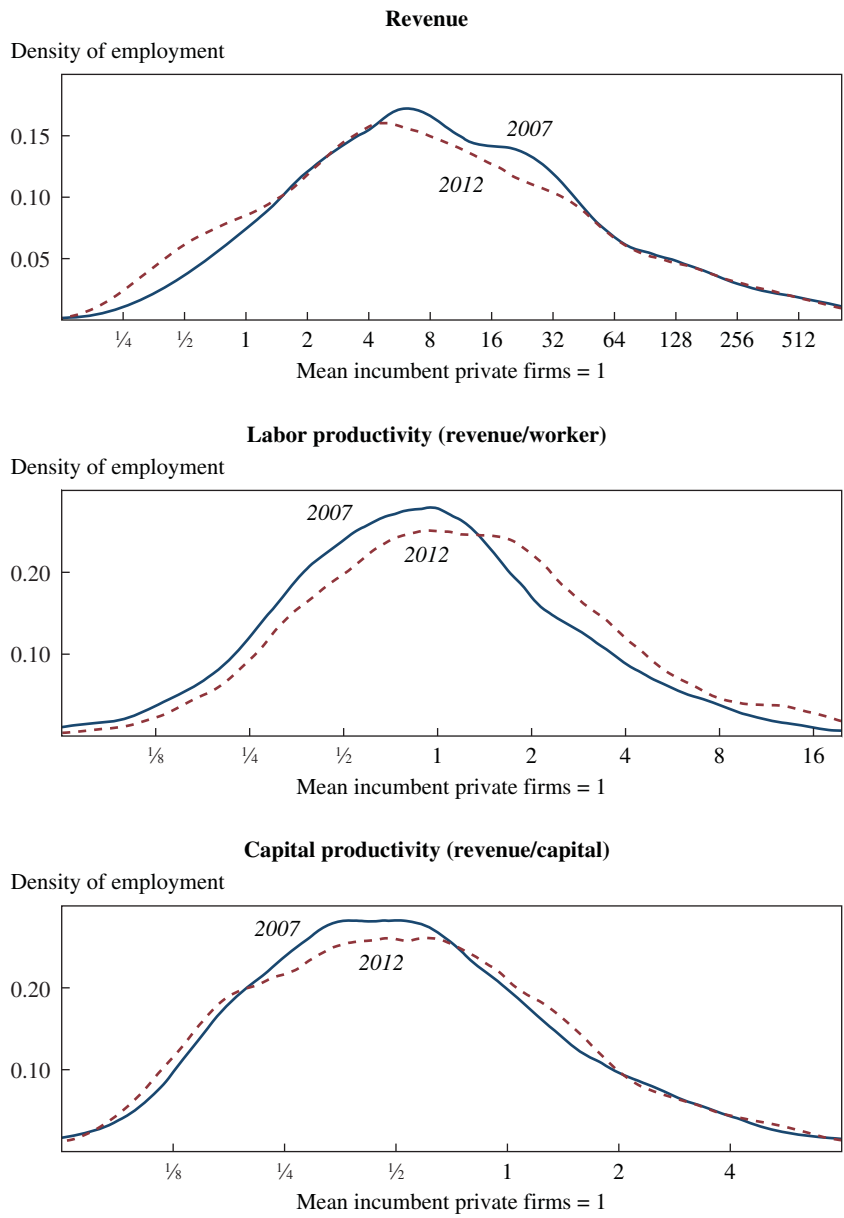 Revenue
Density of employment
2007
0.15
2012
0.10
0.05
¼ ½ 1 2 4 8 16 32 64 128 256 512
Mean incumbent private firms = 1
Labor productivity (revenue/worker)
Density of employment
2007
2012
0.20
0.10
⅛ ¼ ½ 1 2 4 8 16
Mean incumbent private firms = 1
Capital productivity (revenue/capital)
Density of employment
2007
2012
0.20
0.10
⅛ ¼ ½ 1 2 4
Mean incumbent private firms = 1